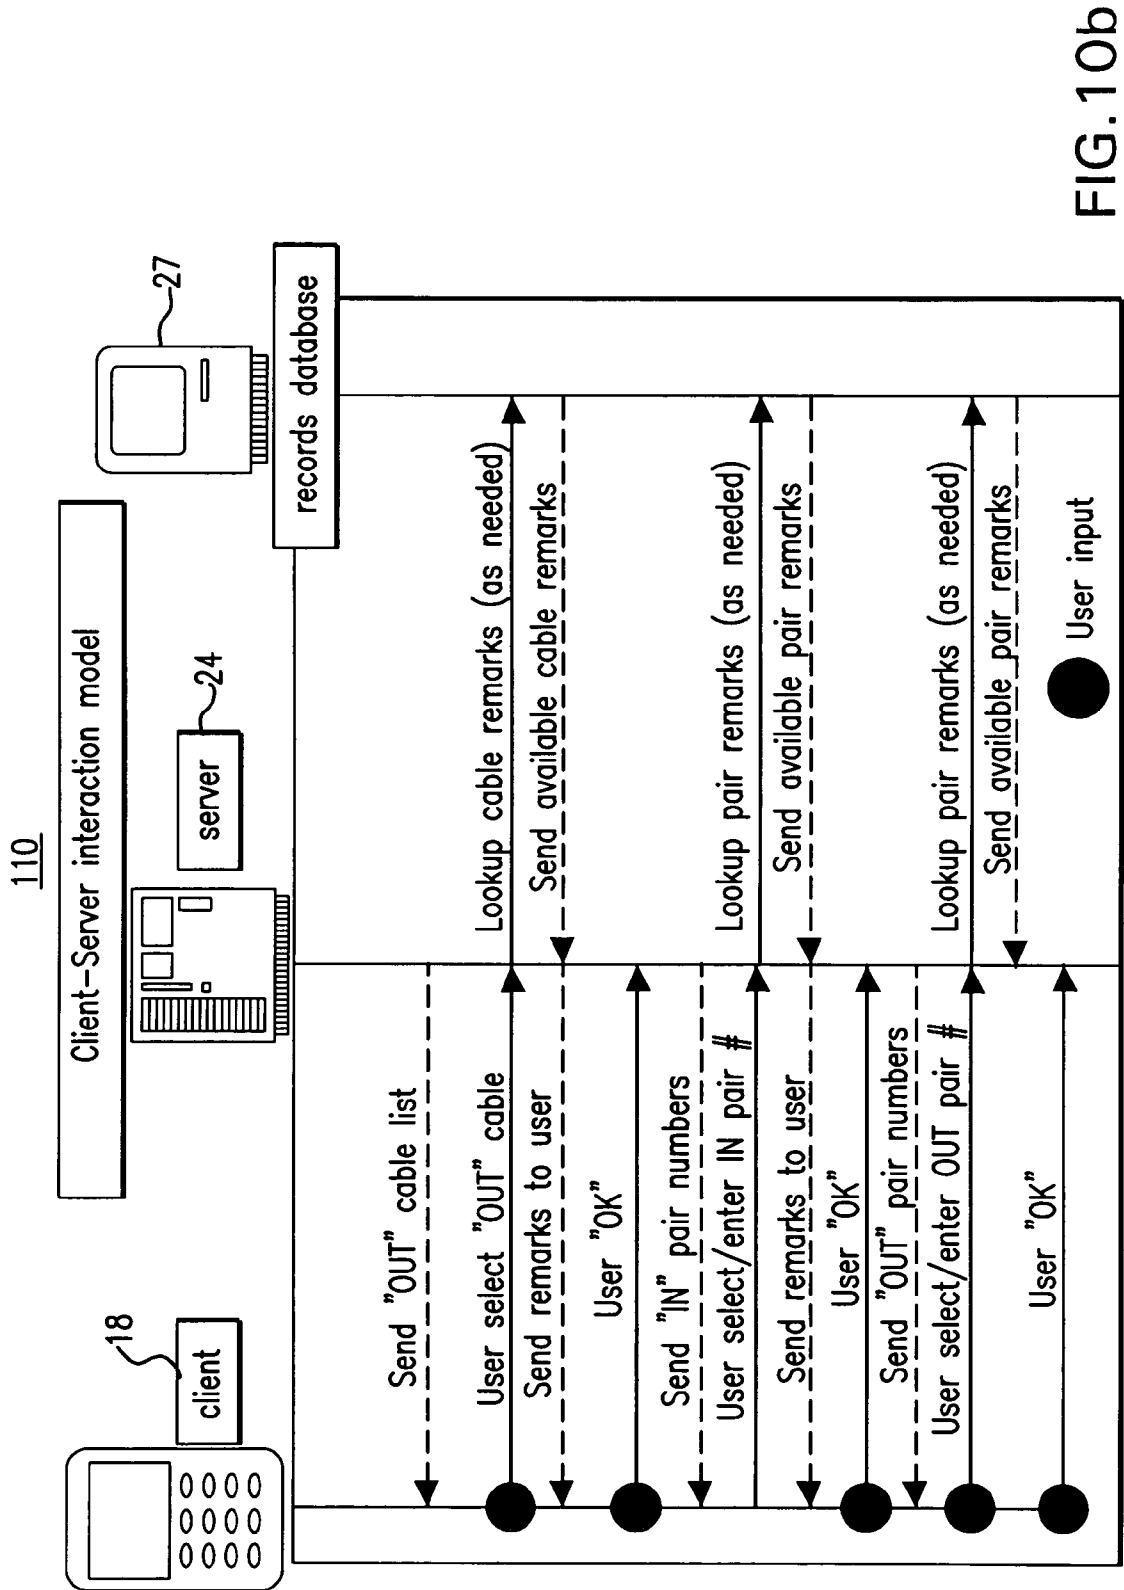 110
Client-Server interaction model
18
client
server
24
27
records database
Send "OUT" cable list
User select "OUT" cable
Lookup cable remarks (as needed)
Send remarks to user
Send available cable remarks
User "OK"
Send "IN" pair numbers
User select/enter IN pair #
Lookup pair remarks (as needed)
Send remarks to user
Send available pair remarks
User "OK"
Send "OUT" pair numbers
User select/enter OUT pair #
Lookup pair remarks (as needed)
Send available pair remarks
User "OK"
User input
FIG. 10b